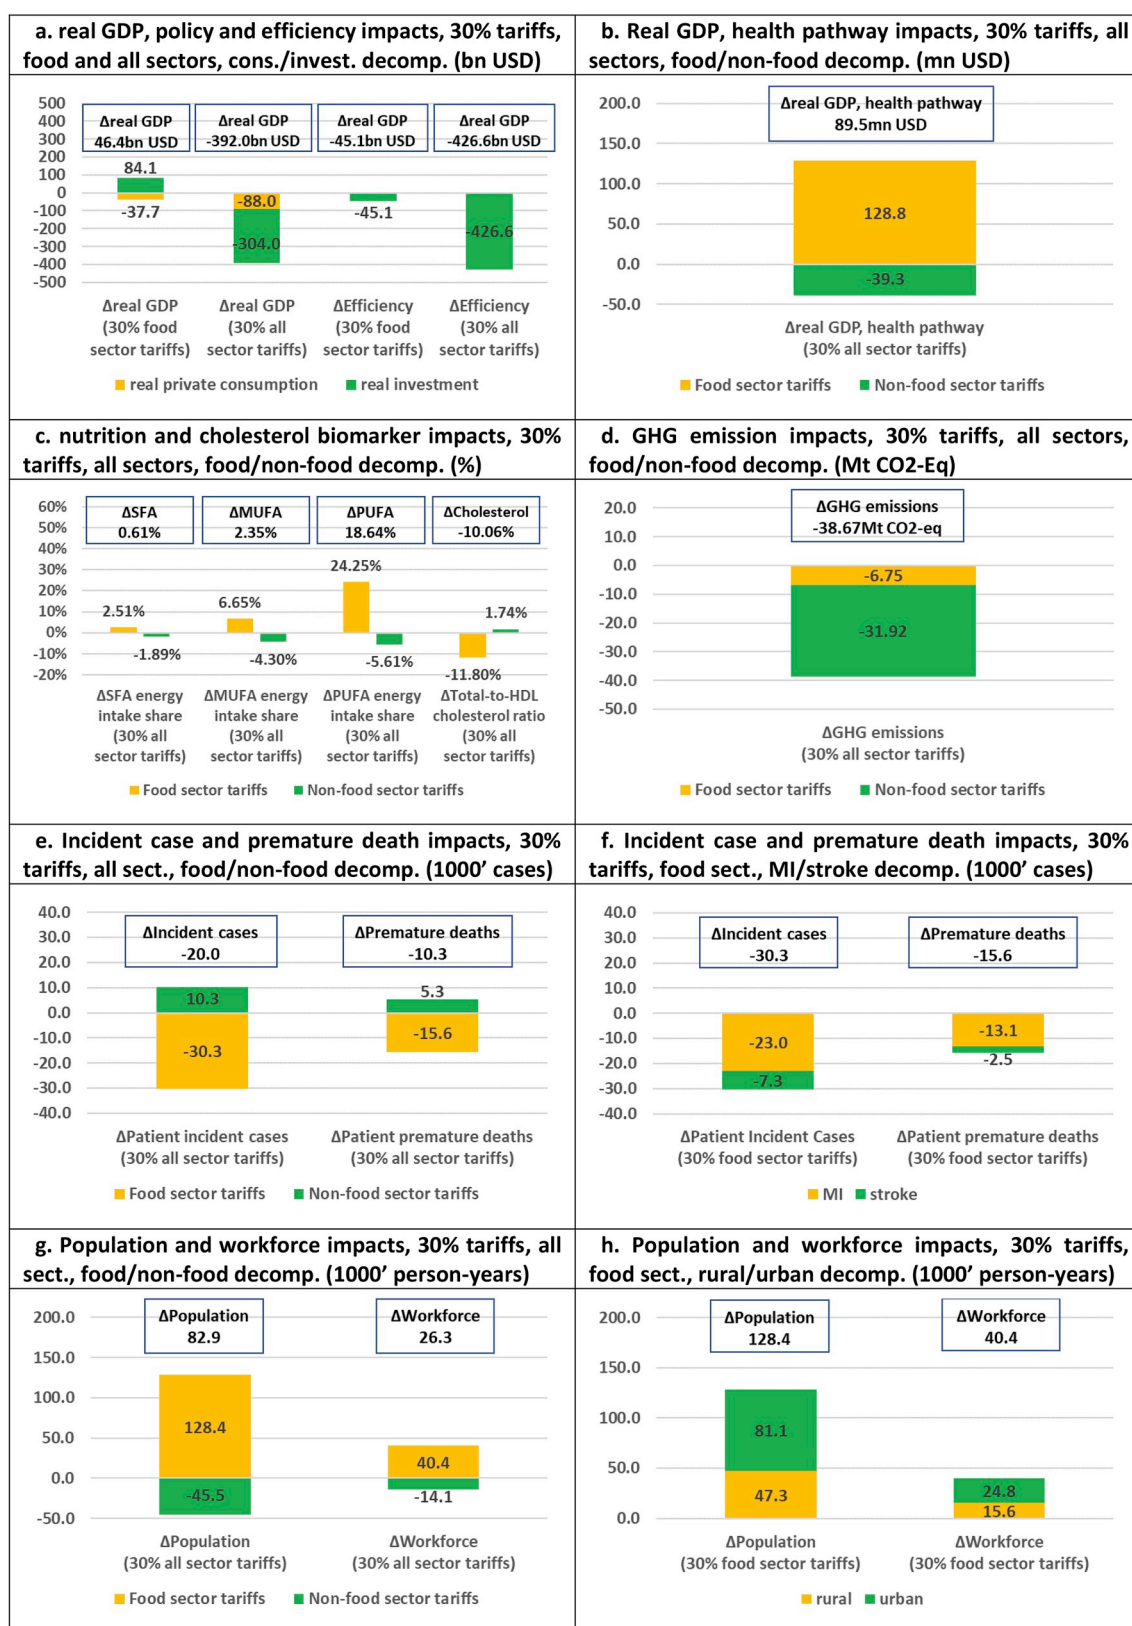 a. real GDP, policy and efficiency impacts, 30% tariffs,
food and all sectors, cons./invest. decomp. (bn USD)
500
400
300
200
100
0
-100
-200
-300
-400
-500
Δreal GDP
46.4bn USD
Δreal GDP
-392.0bn USD
Δreal GDP
-45.1bn USD
Δreal GDP
-426.6bn USD
84.1
-37.7
-88.0
-304.0
-45.1
-426.6
Δreal GDP
(30% food
sector tariffs)
Δreal GDP
(30% all
sector tariffs)
ΔEfficiency
(30% food
sector tariffs)
ΔEfficiency
(30% all
sector tariffs)
real private consumption
real investment
b. Real GDP, health pathway impacts, 30% tariffs, all
sectors, food/non-food decomp. (mn USD)
200.0
150.0
100.0
50.0
0.0
-50.0
Δreal GDP, health pathway
89.5mn USD
128.8
-39.3
Δreal GDP, health pathway
(30% all sector tariffs)
Food sector tariffs
Non-food sector tariffs
c. nutrition and cholesterol biomarker impacts, 30%
tariffs, all sectors, food/non-food decomp. (%)
60%
50%
40%
30%
20%
10%
0%
-10%
-20%
ΔSFA
0.61%
ΔMUFA
2.35%
ΔPUFA
18.64%
ΔCholesterol
-10.06%
2.51%
-1.89%
6.65%
-4.30%
24.25%
-5.61%
1.74%
-11.80%
ΔSFA energy
intake share
(30% all
sector tariffs)
ΔMUFA energy
intake share
(30% all
sector tariffs)
ΔPUFA energy
intake share
(30% all
sector tariffs)
ΔTotal-to-HDL
cholesterol ratio
(30% all
sector tariffs)
Food sector tariffs
Non-food sector tariffs
d. GHG emission impacts, 30% tariffs, all sectors,
food/non-food decomp. (Mt CO2-Eq)
20.0
10.0
0.0
-10.0
-20.0
-30.0
-40.0
-50.0
ΔGHG emissions
-38.67Mt CO2-eq
-6.75
-31.92
ΔGHG emissions
(30% all sector tariffs)
Food sector tariffs
Non-food sector tariffs
e. Incident case and premature death impacts, 30%
tariffs, all sect., food/non-food decomp. (1000’ cases)
40.0
30.0
20.0
10.0
0.0
-10.0
-20.0
-30.0
-40.0
ΔIncident cases
-20.0
ΔPremature deaths
-10.3
10.3
-30.3
5.3
-15.6
ΔPatient incident cases
(30% all sector tariffs)
ΔPatient premature deaths
(30% all sector tariffs)
Food sector tariffs
Non-food sector tariffs
f. Incident case and premature death impacts, 30%
tariffs, food sect., MI/stroke decomp. (1000’ cases)
40.0
30.0
20.0
10.0
0.0
-10.0
-20.0
-30.0
-40.0
ΔIncident cases
-30.3
ΔPremature deaths
-15.6
-23.0
-7.3
-13.1
-2.5
ΔPatient Incident Cases
(30% food sector tariffs)
ΔPatient premature deaths
(30% food sector tariffs)
MI
stroke
g. Population and workforce impacts, 30% tariffs, all
sect., food/non-food decomp. (1000’ person-years)
200.0
150.0
100.0
50.0
0.0
-50.0
ΔPopulation
82.9
ΔWorkforce
26.3
128.4
-45.5
40.4
-14.1
ΔPopulation
(30% all sector tariffs)
ΔWorkforce
(30% all sector tariffs)
Food sector tariffs
Non-food sector tariffs
h. Population and workforce impacts, 30% tariffs,
food sect., rural/urban decomp. (1000’ person-years)
200.0
150.0
100.0
50.0
0.0
ΔPopulation
128.4
ΔWorkforce
40.4
81.1
47.3
24.8
15.6
ΔPopulation
(30% food sector tariffs)
ΔWorkforce
(30% food sector tariffs)
rural
urban